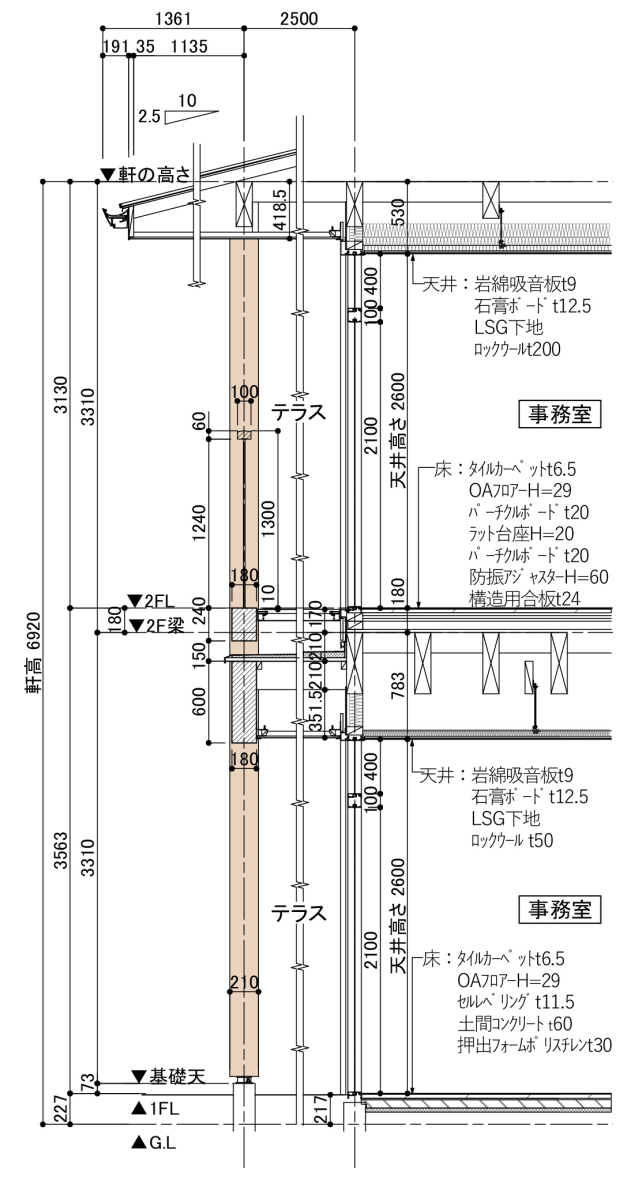 1361
2500
191
35
1135
10
2.5
▼軒の高さ
418.5
530
天井：岩綿吸音板t9
石膏ボードt12.5
LSG下地
ロックウールt200
400
100
3130
3310
100
テラス
天井高さ 2600
2100
事務室
60
1240
1300
床：タイルカーペットt6.5
OAフロアーH=29
パーチクルボードt20
ラット台座H=20
パーチクルボードt20
防振アジャスターH=60
構造用合板t24
180
10
▼2FL
▼2F梁
180
240
170
180
軒高 6920
150
210
210
600
351.5
783
180
天井：岩綿吸音板t9
石膏ボードt12.5
LSG下地
ロックウール t50
400
100
3563
3310
テラス
天井高さ 2600
2100
事務室
床：タイルカーペットt6.5
OAフロアーH=29
セルレベリングt11.5
土間コンクリート t60
押出フォームポリスチレンt30
210
▼基礎天
73
▲1FL
227
217
▲G.L